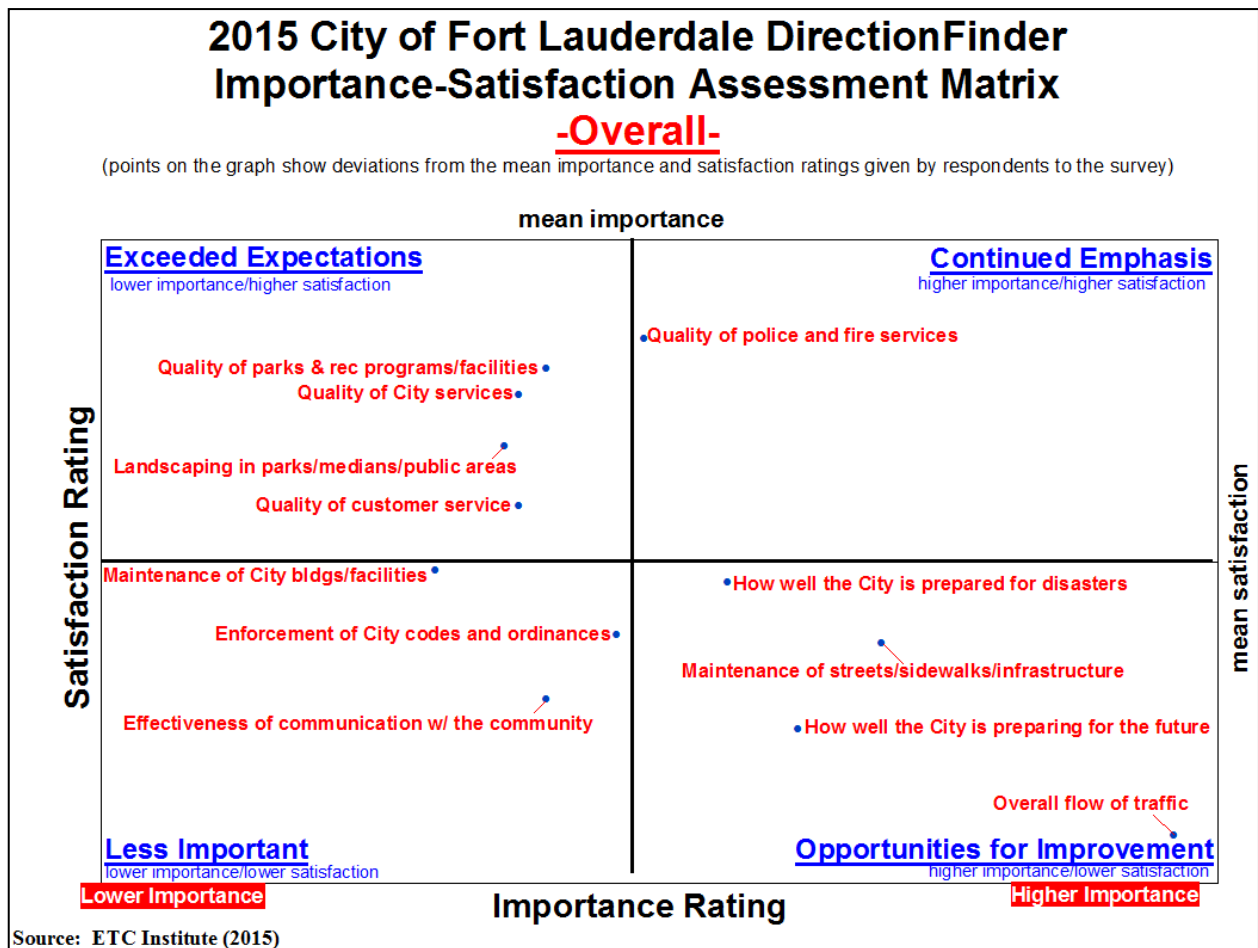 2015 City of Fort Lauderdale DirectionFinder
Importance-Satisfaction Assessment Matrix
-Overall-
(points on the graph show deviations from the mean importance and satisfaction ratings given by respondents to the survey)
mean importance
Exceeded Expectations
lower importance/higher satisfaction
Continued Emphasis
higher importance/higher satisfaction
Quality of police and fire services
Quality of parks & rec programs/facilities
Quality of City services
Landscaping in parks/medians/public areas
Quality of customer service
Satisfaction Rating
mean satisfaction
Maintenance of City bldgs/facilities
How well the City is prepared for disasters
Enforcement of City codes and ordinances
Maintenance of streets/sidewalks/infrastructure
Effectiveness of communication w/ the community
How well the City is preparing for the future
Overall flow of traffic
Less Important
lower importance/lower satisfaction
Opportunities for Improvement
higher importance/lower satisfaction
Lower Importance
Importance Rating
Higher Importance
Source: ETC Institute (2015)